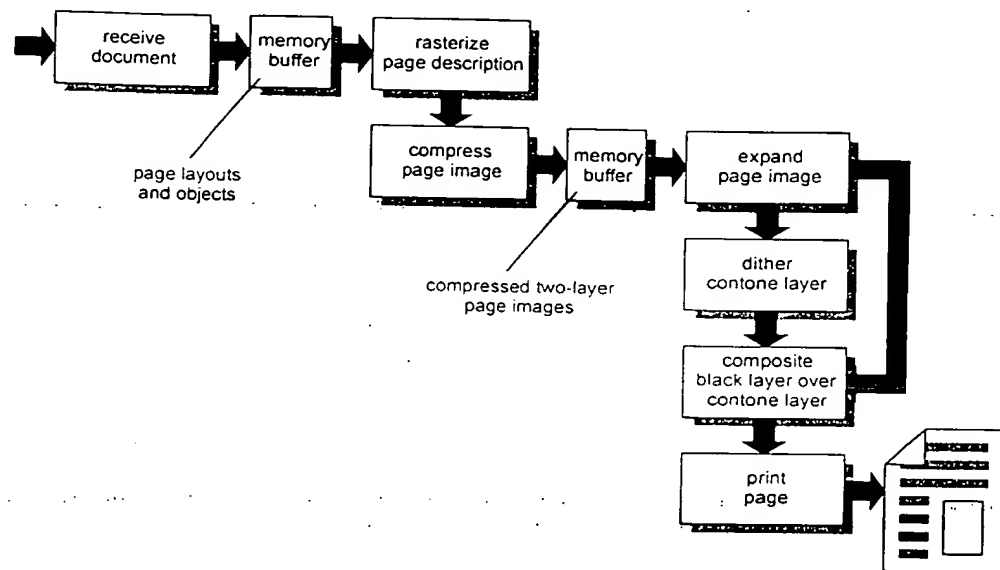 receive
document
memory
buffer
rasterize
page description
page layouts
and objects
compress
page image
memory
buffer
expand
page image
compressed two-layer
page images
dither
contone layer
composite
black layer over
contone layer
print
page